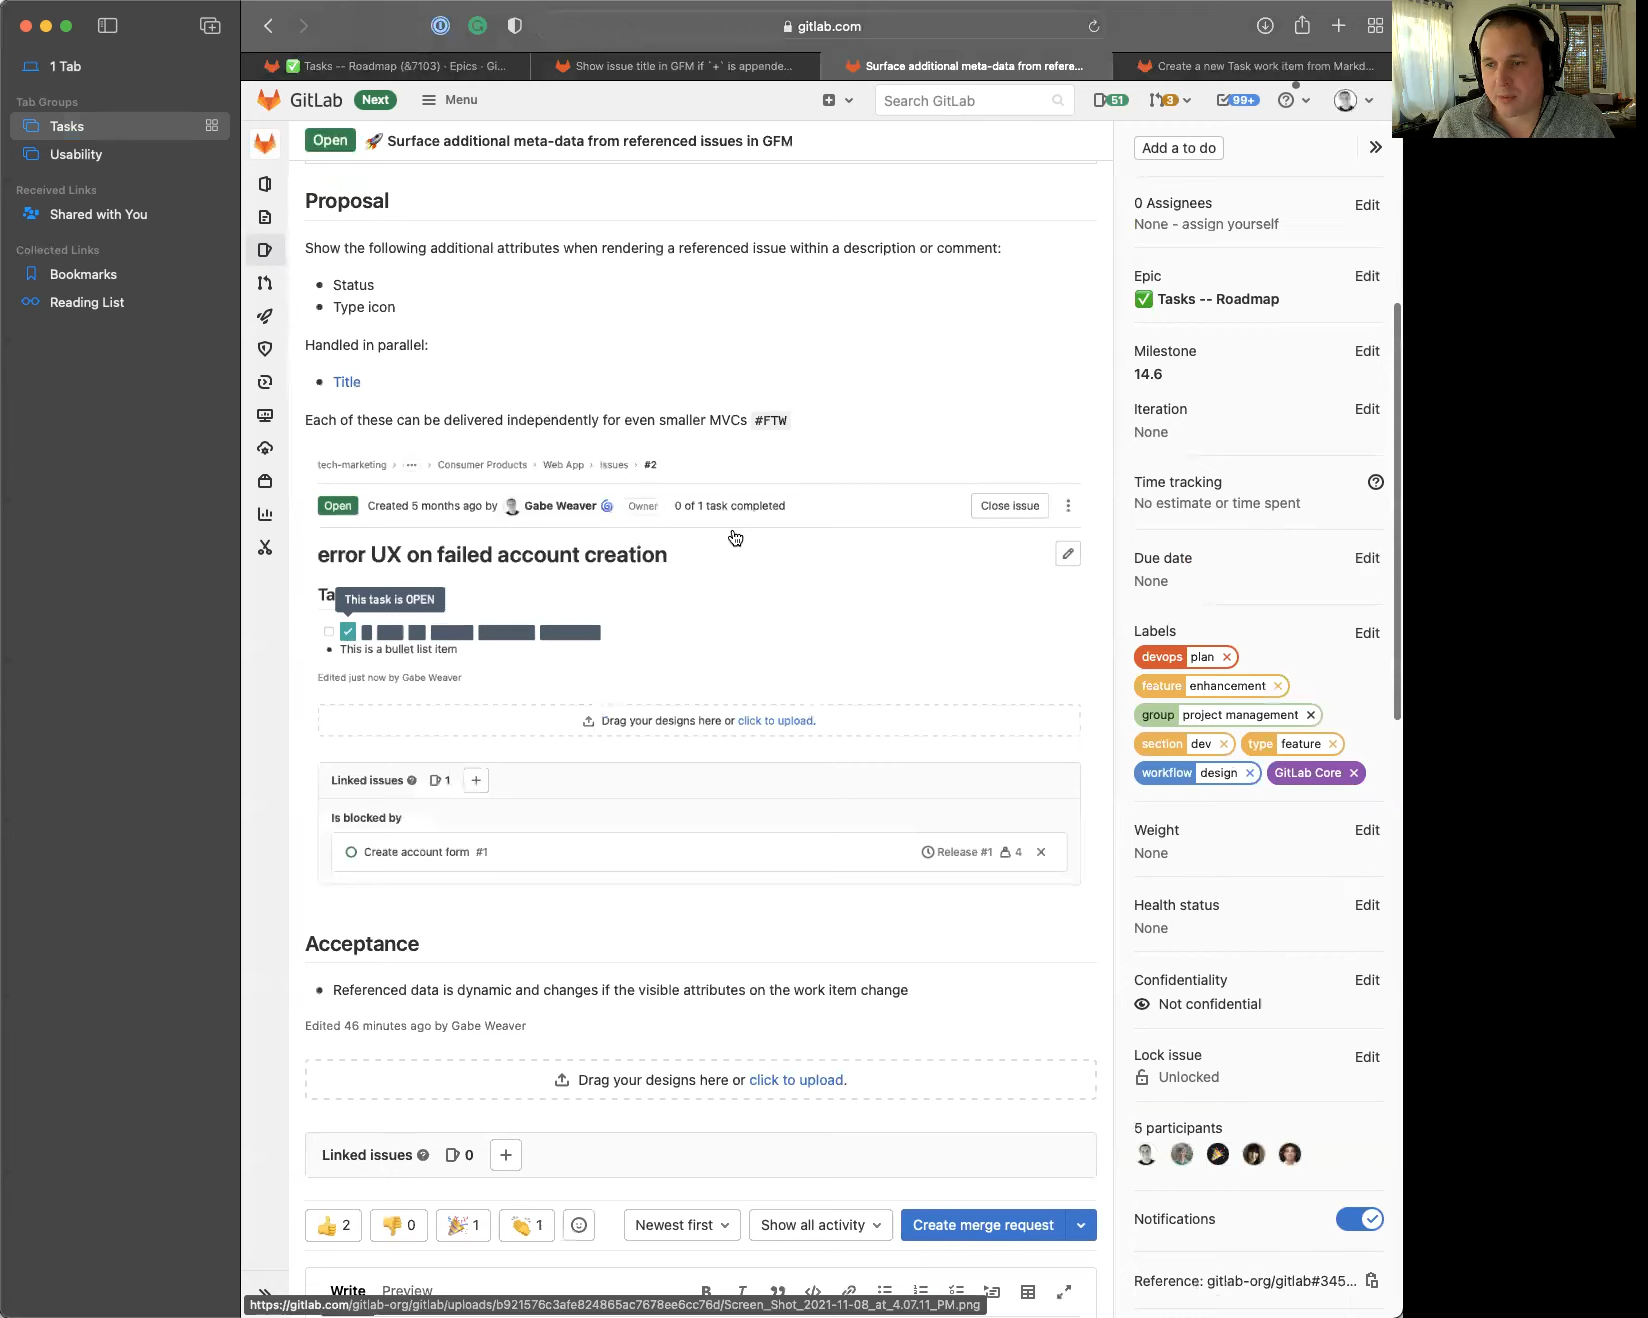 gitlab.com
1 Tab
Tab Groups
Tasks
Usability
Received Links
Shared with You
Collected Links
Bookmarks
Reading List
✅ Tasks -- Roadmap (&7103) · Epics · Gi...
Show issue title in GFM if `+` is appende...
Surface additional meta-data from refere...
Create a new Task work item from Markd...
GitLab Next Menu
Search GitLab
51
3
99+
Open 🚀 Surface additional meta-data from referenced issues in GFM
Proposal
Show the following additional attributes when rendering a referenced issue within a description or comment:
• Status
• Type icon
Handled in parallel:
• Title
Each of these can be delivered independently for even smaller MVCs #FTW
tech-marketing › ··· › Consumer Products › Web App › Issues › #2
Open Created 5 months ago by Gabe Weaver Owner 0 of 1 task completed Close issue
error UX on failed account creation
Ta
This task is OPEN
• This is a bullet list item
Edited just now by Gabe Weaver
Drag your designs here or click to upload.
Linked issues 1 +
Is blocked by
Create account form #1 Release #1 4 ×
Acceptance
• Referenced data is dynamic and changes if the visible attributes on the work item change
Edited 46 minutes ago by Gabe Weaver
Drag your designs here or click to upload.
Linked issues 0 +
👍 2 👎 0 🎉 1 👏 1 Newest first Show all activity Create merge request
Write Preview
https://gitlab.com/gitlab-org/gitlab/uploads/b921576c3afe824865ac7678ee6cc76d/Screen_Shot_2021-11-08_at_4.07.11_PM.png
Add a to do
0 Assignees Edit
None - assign yourself
Epic Edit
✅ Tasks -- Roadmap
Milestone Edit
14.6
Iteration Edit
None
Time tracking
No estimate or time spent
Due date Edit
None
Labels Edit
devops plan ×
feature enhancement ×
group project management ×
section dev × type feature ×
workflow design × GitLab Core ×
Weight Edit
None
Health status Edit
None
Confidentiality Edit
Not confidential
Lock issue Edit
Unlocked
5 participants
Notifications
Reference: gitlab-org/gitlab#345...